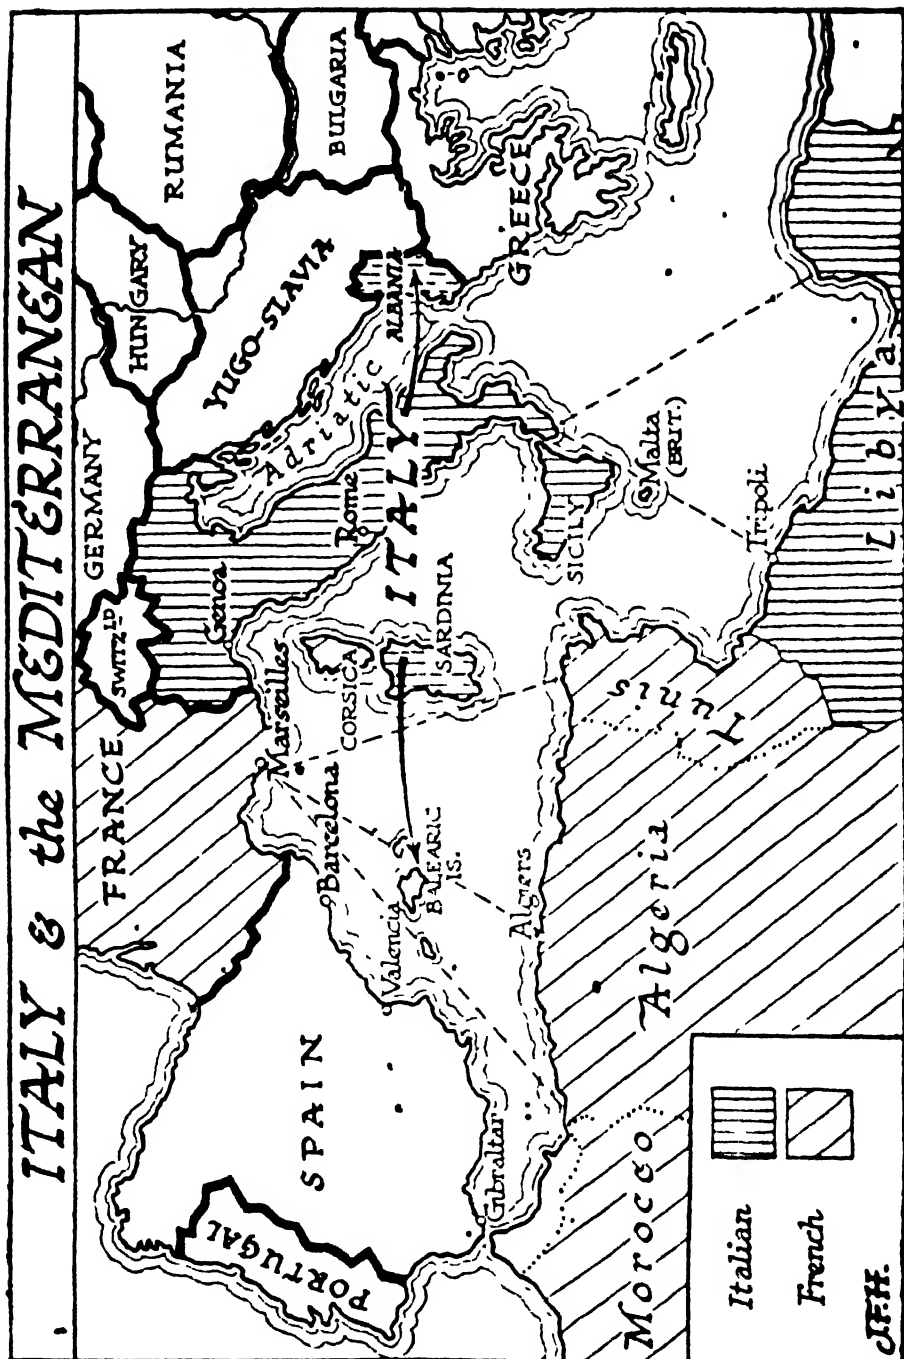 ITALY & the MEDITERRANEAN
FRANCE
SWITZ.LD
GERMANY
HUNGARY
RUMANIA
YUGO-SLAVIA
BULGARIA
Genoa
Marseilles
Adriatic
PORTUGAL
SPAIN
Barcelona
CORSICA
Rome
ALBANIA
Valencia
BALEARIC
IS.
SARDINIA
ITALY
GREECE
Gibraltar
Algiers
SICILY
Malta
(BRIT.)
Morocco
Algeria
Tunis
Tripoli
Libya
Italian
French
J.F.H.